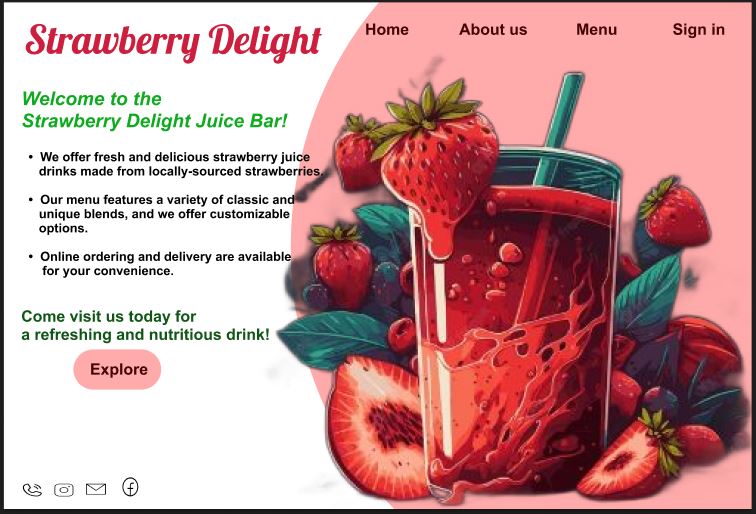 Strawberry Delight
Home About us Menu Sign in
Welcome to the
Strawberry Delight Juice Bar!
• We offer fresh and delicious strawberry juice
drinks made from locally-sourced strawberries.
• Our menu features a variety of classic and
unique blends, and we offer customizable
options.
• Online ordering and delivery are available
for your convenience.
Come visit us today for
a refreshing and nutritious drink!
Explore